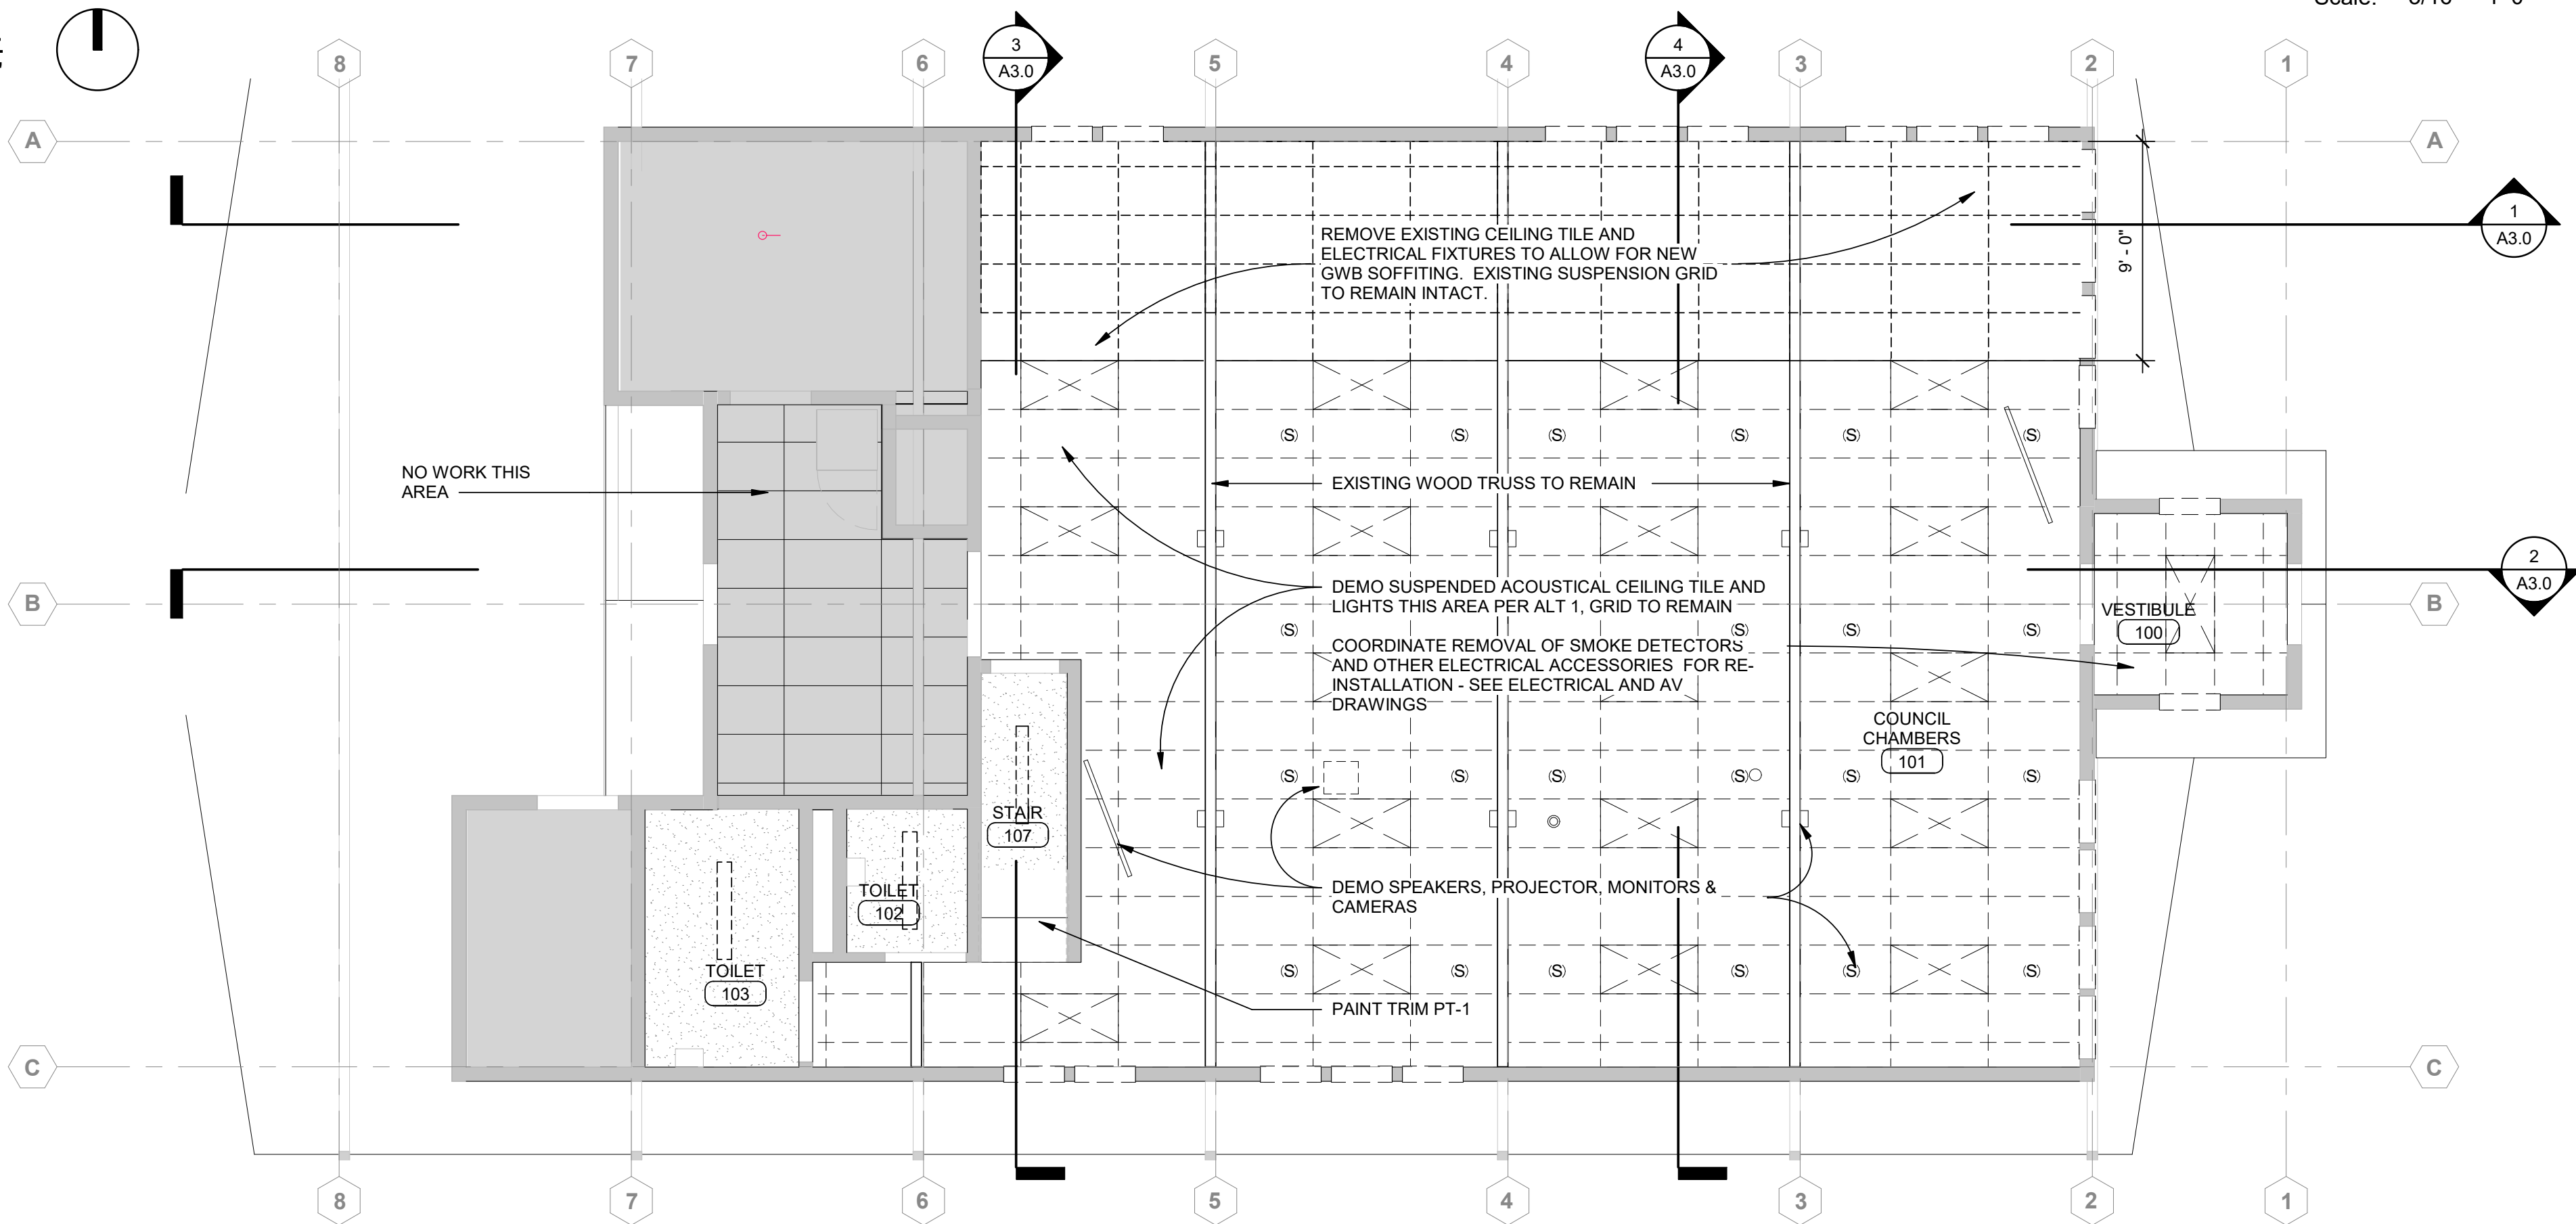 8
7
6
5
4
3
2
1
3
A3.0
4
A3.0
A
A
1
A3.0
9' - 0"
REMOVE EXISTING CEILING TILE AND
ELECTRICAL FIXTURES TO ALLOW FOR NEW
GWB SOFFITING. EXISTING SUSPENSION GRID
TO REMAIN INTACT.
(S)
(S)
(S)
(S)
(S)
(S)
NO WORK THIS
AREA
EXISTING WOOD TRUSS TO REMAIN
2
A3.0
DEMO SUSPENDED ACOUSTICAL CEILING TILE AND
LIGHTS THIS AREA PER ALT 1, GRID TO REMAIN
B
B
VESTIBULE
100
(S)
(S)
(S)
(S)
COORDINATE REMOVAL OF SMOKE DETECTORS
AND OTHER ELECTRICAL ACCESSORIES FOR RE-
INSTALLATION - SEE ELECTRICAL AND AV
DRAWINGS
COUNCIL
CHAMBERS
101
(S)
(S)
(S)
(S)
(S)
(S)
STAIR
107
TOILET
102
DEMO SPEAKERS, PROJECTOR, MONITORS &
CAMERAS
TOILET
103
(S)
(S)
(S)
(S)
(S)
(S)
PAINT TRIM PT-1
C
C
8
7
6
5
4
3
2
1